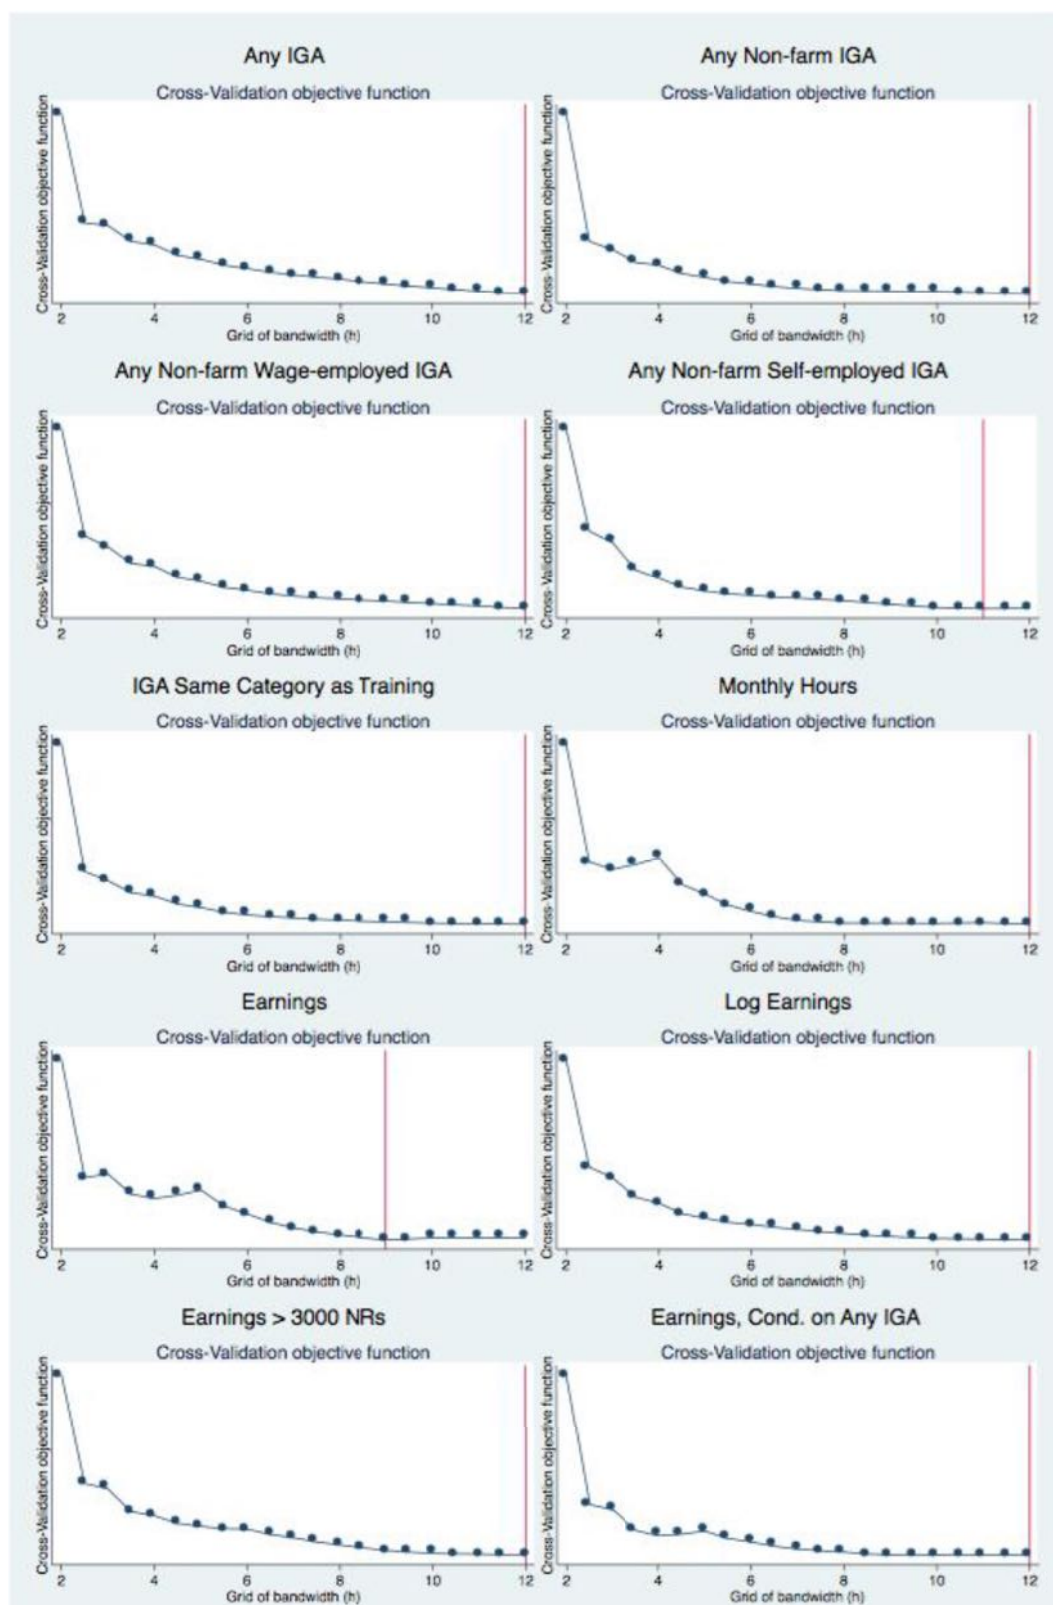 Any IGA
Any Non-farm IGA
Cross-Validation objective function
Cross-Validation objective function
Cross-Validation objective function
Cross-Validation objective function
2 4 6 8 10 12
2 4 6 8 10 12
Grid of bandwidth (h)
Grid of bandwidth (h)
Any Non-farm Wage-employed IGA
Any Non-farm Self-employed IGA
Cross-Validation objective function
Cross-Validation objective function
Cross-Validation objective function
Cross-Validation objective function
2 4 6 8 10 12
2 4 6 8 10 12
Grid of bandwidth (h)
Grid of bandwidth (h)
IGA Same Category as Training
Monthly Hours
Cross-Validation objective function
Cross-Validation objective function
Cross-Validation objective function
Cross-Validation objective function
2 4 6 8 10 12
2 4 6 8 10 12
Grid of bandwidth (h)
Grid of bandwidth (h)
Earnings
Log Earnings
Cross-Validation objective function
Cross-Validation objective function
Cross-Validation objective function
Cross-Validation objective function
2 4 6 8 10 12
2 4 6 8 10 12
Grid of bandwidth (h)
Grid of bandwidth (h)
Earnings > 3000 NRs
Earnings, Cond. on Any IGA
Cross-Validation objective function
Cross-Validation objective function
Cross-Validation objective function
Cross-Validation objective function
2 4 6 8 10 12
2 4 6 8 10 12
Grid of bandwidth (h)
Grid of bandwidth (h)